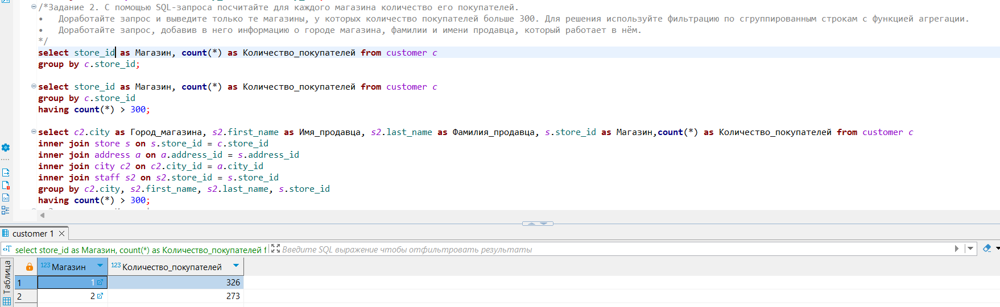 /*Задание 2. С помощью SQL-запроса посчитайте для каждого магазина количество его покупателей.
• Доработайте запрос и выведите только те магазины, у которых количество покупателей больше 300. Для решения используйте фильтрацию по сгруппированным строкам с функцией агрегации.
• Доработайте запрос, добавив в него информацию о городе магазина, фамилии и имени продавца, который работает в нём.
*/
select store_id as Магазин, count(*) as Количество_покупателей from customer c
group by c.store_id;
select store_id as Магазин, count(*) as Количество_покупателей from customer c
group by c.store_id
having count(*) > 300;
select c2.city as Город_магазина, s2.first_name as Имя_продавца, s2.last_name as Фамилия_продавца, s.store_id as Магазин,count(*) as Количество_покупателей from customer c
inner join store s on s.store_id = c.store_id
inner join address a on a.address_id = s.address_id
inner join city c2 on c2.city_id = a.city_id
inner join staff s2 on s2.store_id = s.store_id
group by c2.city, s2.first_name, s2.last_name, s.store_id
having count(*) > 300;
customer 1
select store_id as Магазин, count(*) as Количество_покупателей f
Введите SQL выражение чтобы отфильтровать результаты
Таблица
123 Магазин 123 Количество_покупателей
1 1 326
2 2 273